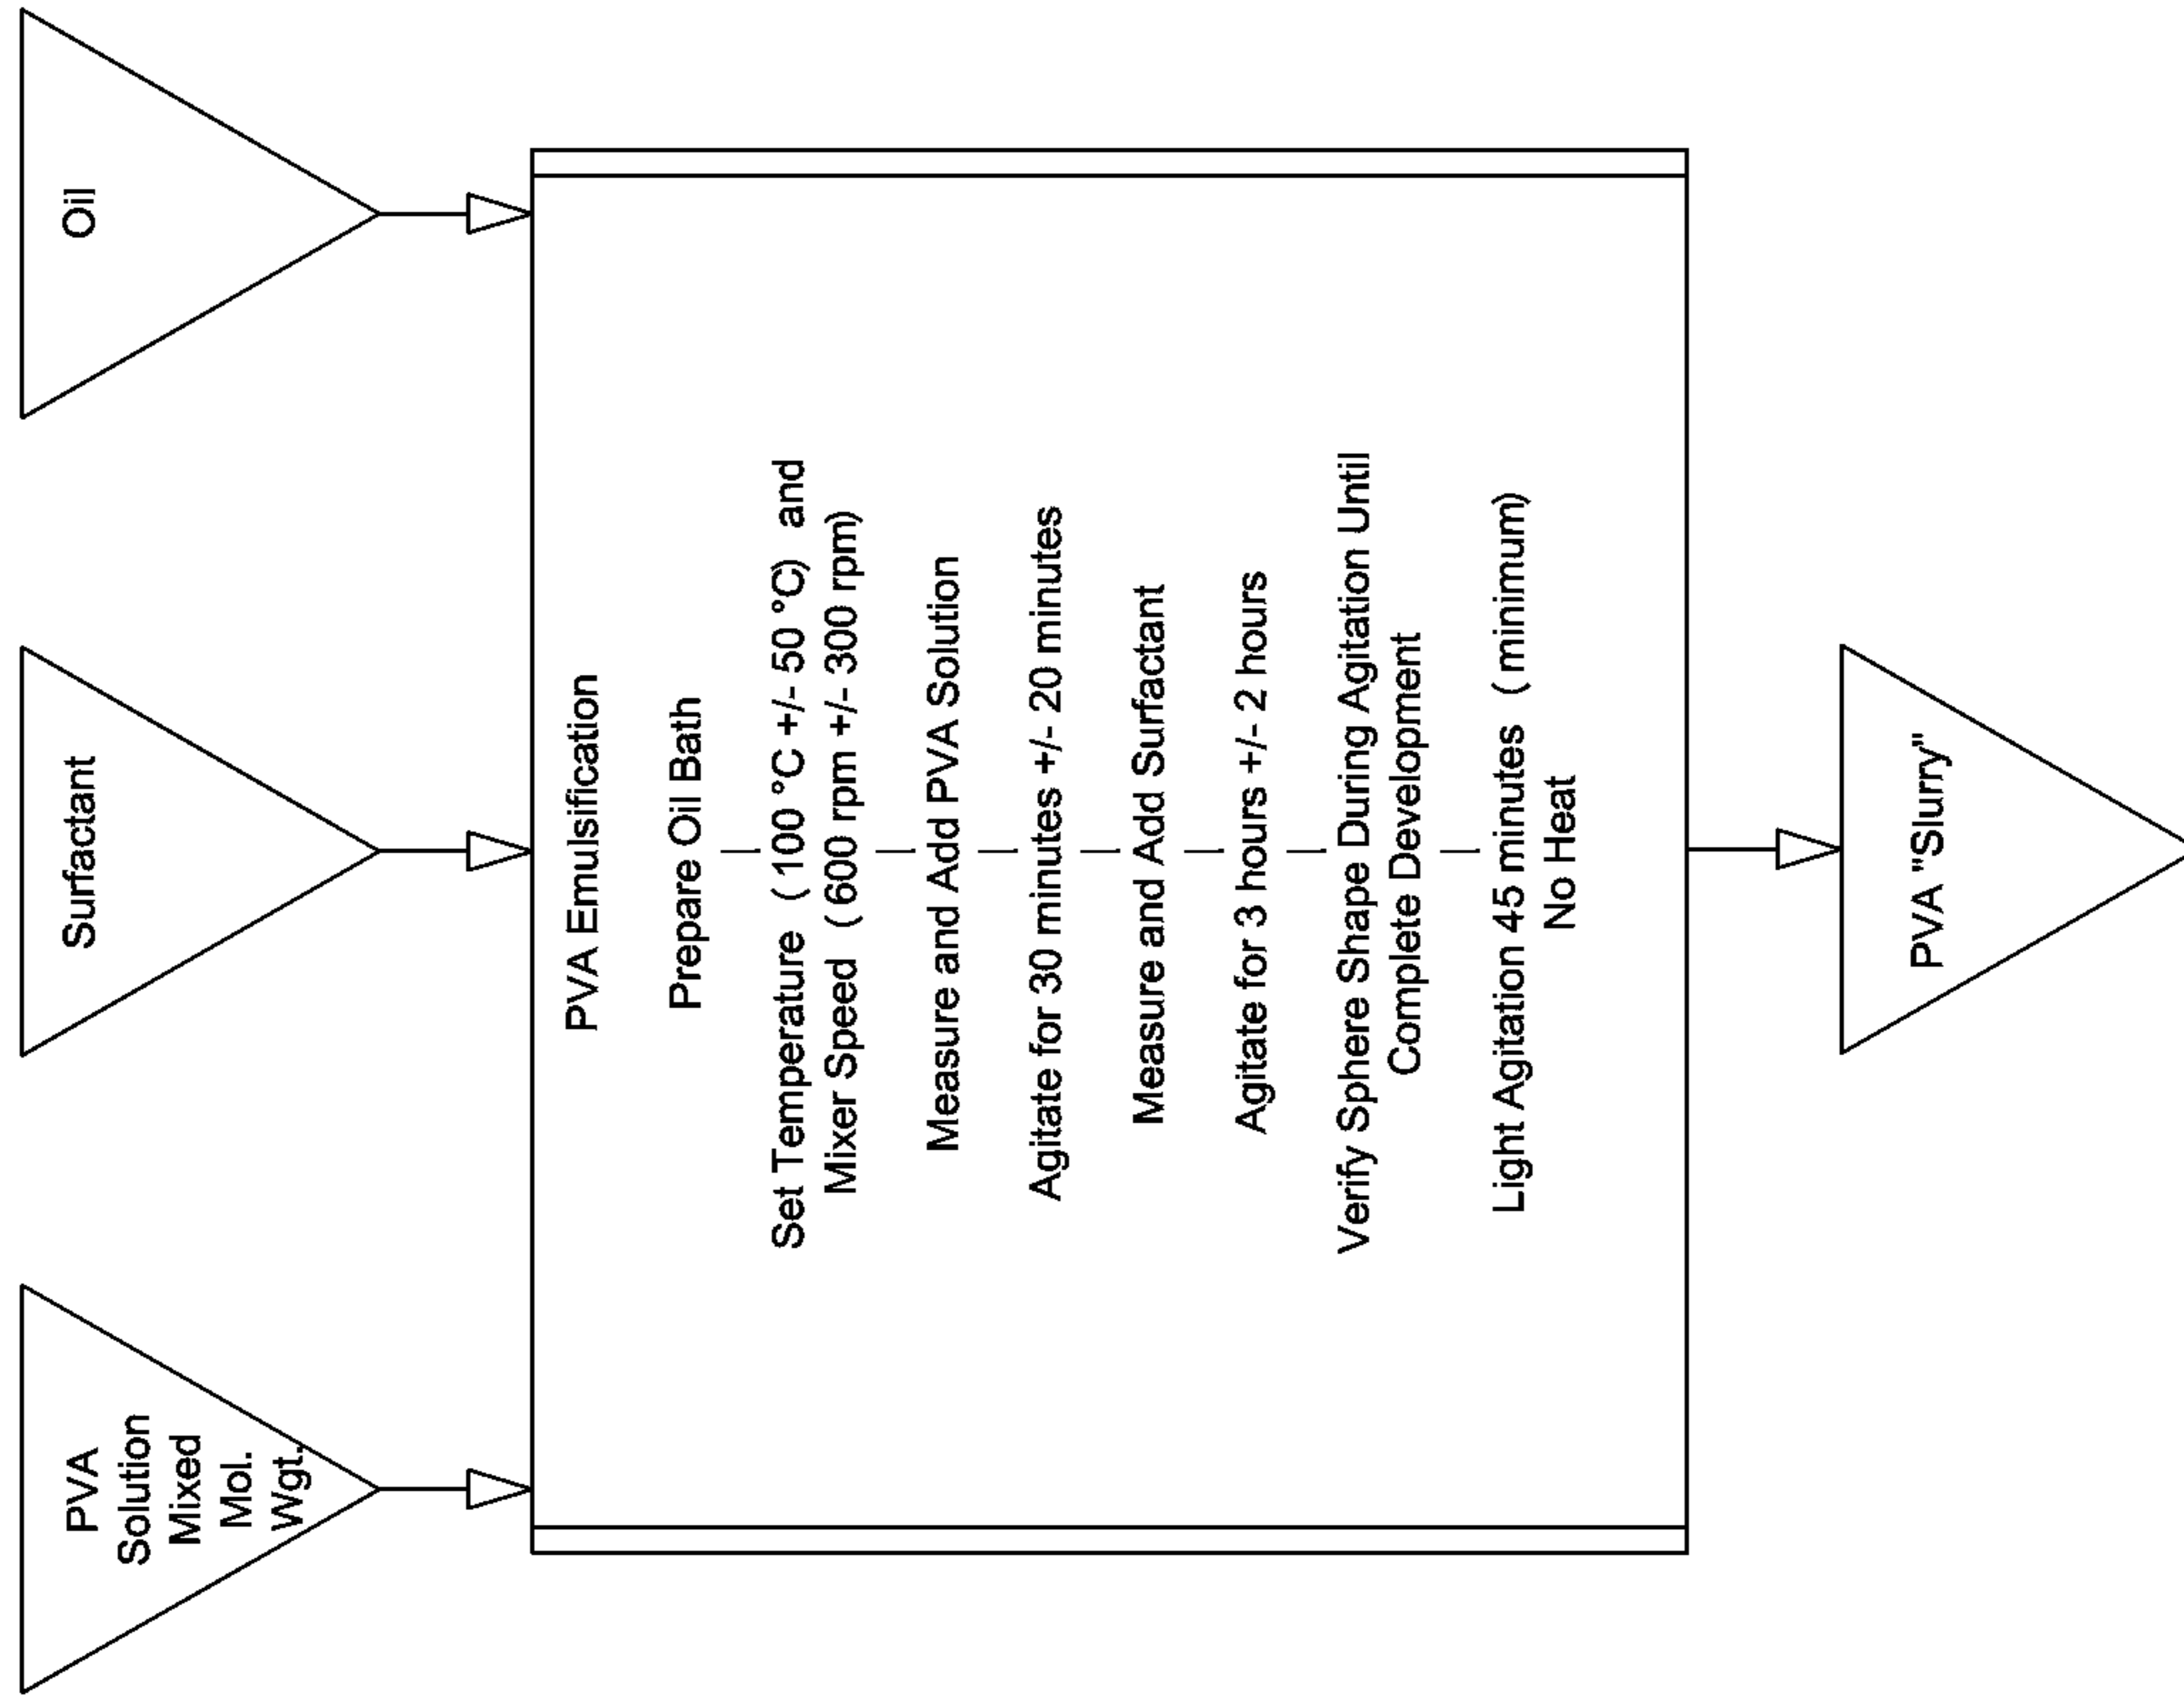 PVA
Solution
Mixed
Mol.
Wgt.
Surfactant
Oil
PVA Emulsification
Prepare Oil Bath
Set Temperature (100 °C +/- 50 °C) and
Mixer Speed (600 rpm +/- 300 rpm)
Measure and Add PVA Solution
Agitate for 30 minutes +/- 20 minutes
Measure and Add Surfactant
Agitate for 3 hours +/- 2 hours
Verify Sphere Shape During Agitation Until
Complete Development
Light Agitation 45 minutes (minimum)
No Heat
PVA "Slurry"